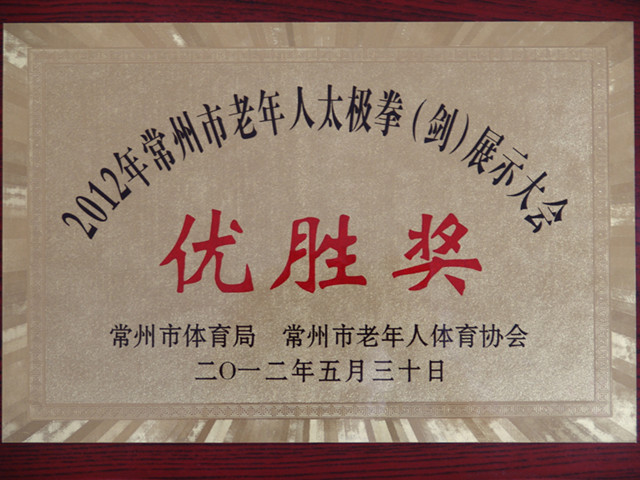 2012年常州市老年人太极拳（剑）展示大会
优胜奖
常州市体育局 常州市老年人体育协会
二〇一二年五月三十日